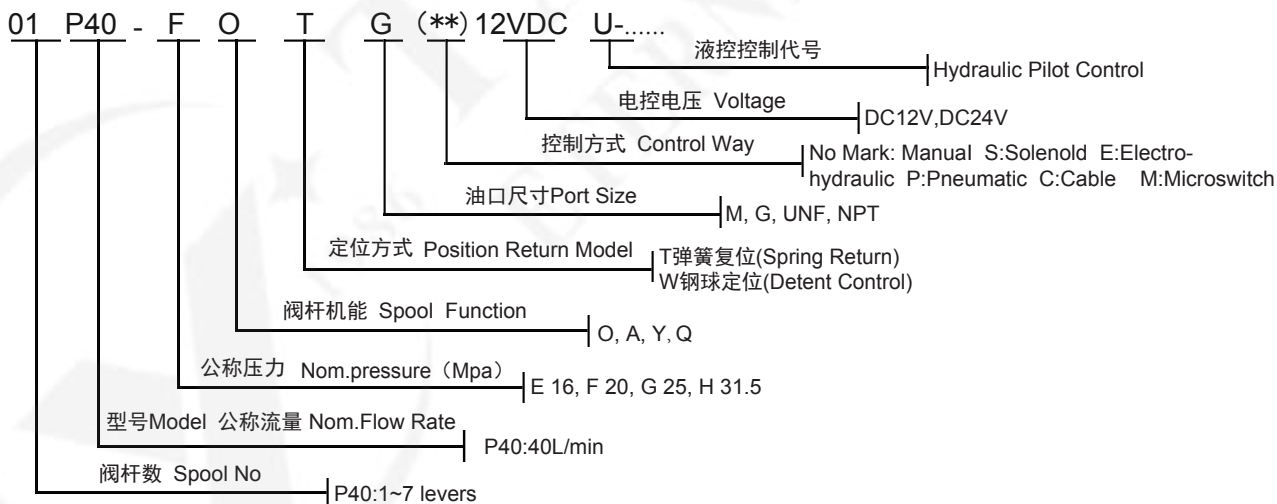 01 P40 - F O T G (**) 12VDC U-......
液控控制代号
Hydraulic Pilot Control
电控电压 Voltage
DC12V,DC24V
控制方式 Control Way
No Mark: Manual S:Solenold E:Electro-
hydraulic P:Pneumatic C:Cable M:Microswitch
油口尺寸Port Size
M, G, UNF, NPT
定位方式 Position Return Model
T弹簧复位(Spring Return)
W钢球定位(Detent Control)
阀杆机能 Spool Function
O, A, Y, Q
公称压力 Nom.pressure（Mpa）
E 16, F 20, G 25, H 31.5
型号Model 公称流量 Nom.Flow Rate
P40:40L/min
阀杆数 Spool No
P40:1~7 levers